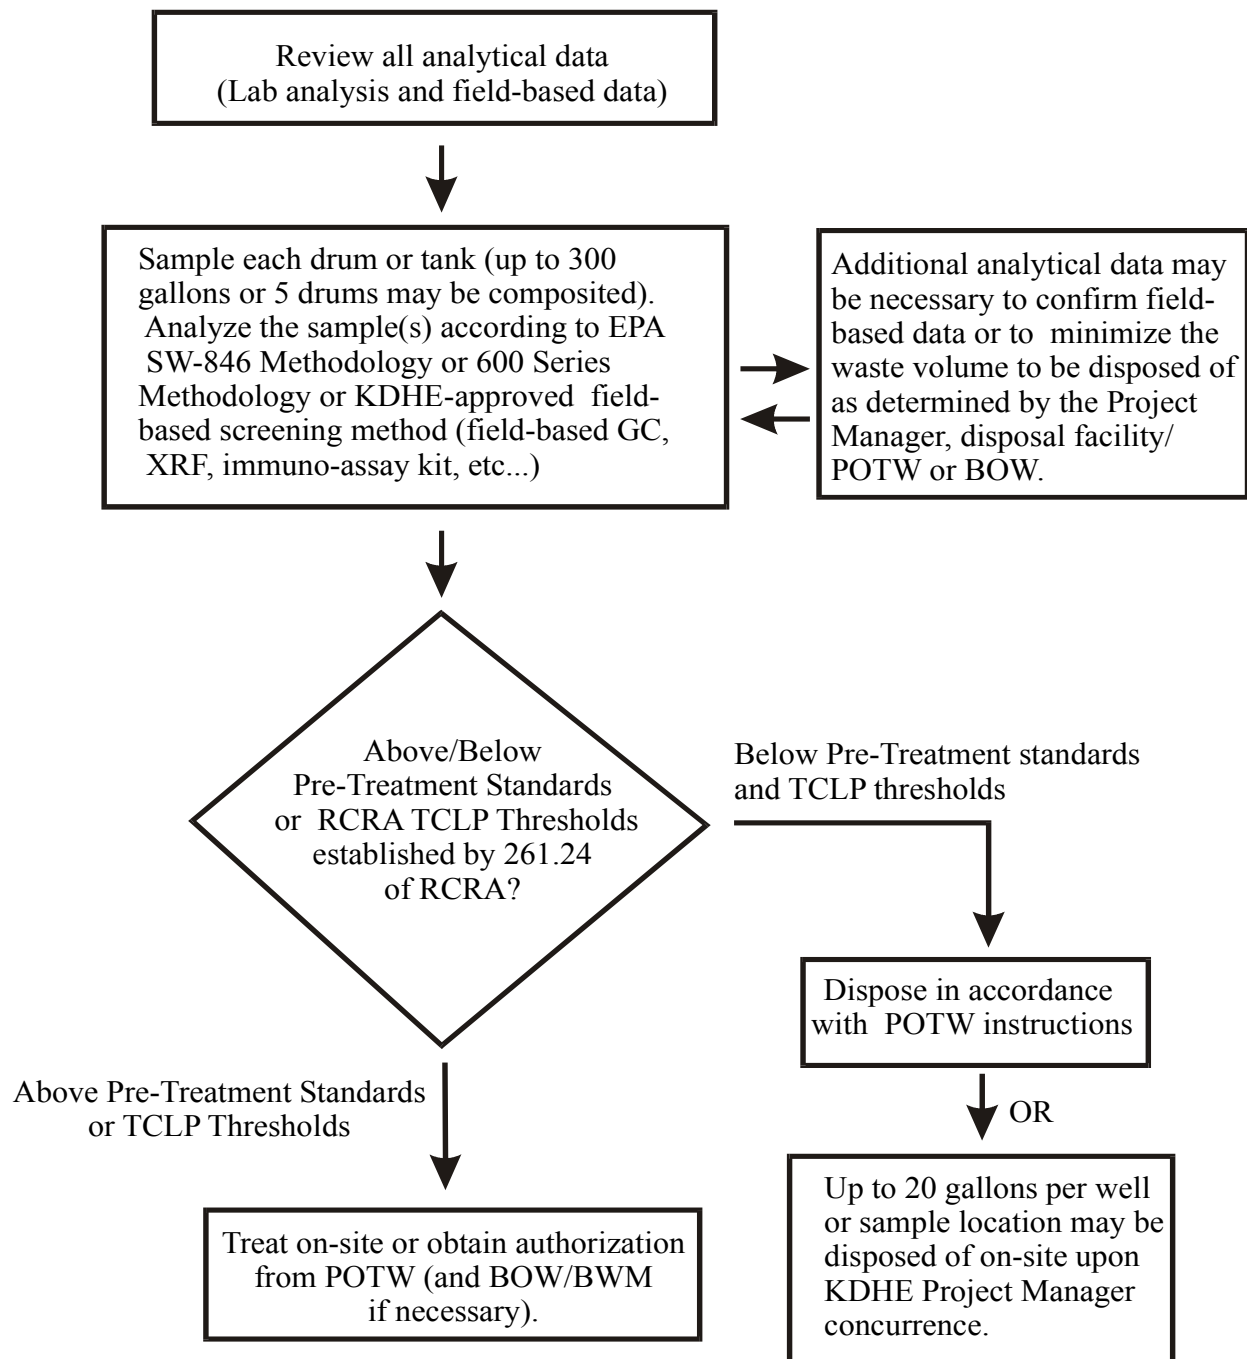 Review all analytical data
(Lab analysis and field-based data)
Sample each drum or tank (up to 300
gallons or 5 drums may be composited).
Analyze the sample(s) according to EPA
SW-846 Methodology or 600 Series
Methodology or KDHE-approved field-
based screening method (field-based GC,
XRF, immuno-assay kit, etc...)
Additional analytical data may
be necessary to confirm field-
based data or to minimize the
waste volume to be disposed of
as determined by the Project
Manager, disposal facility/
POTW or BOW.
Above/Below
Pre-Treatment Standards
or RCRA TCLP Thresholds
established by 261.24
of RCRA?
Below Pre-Treatment standards
and TCLP thresholds
Dispose in accordance
with POTW instructions
OR
Up to 20 gallons per well
or sample location may be
disposed of on-site upon
KDHE Project Manager
concurrence.
Above Pre-Treatment Standards
or TCLP Thresholds
Treat on-site or obtain authorization
from POTW (and BOW/BWM
if necessary).